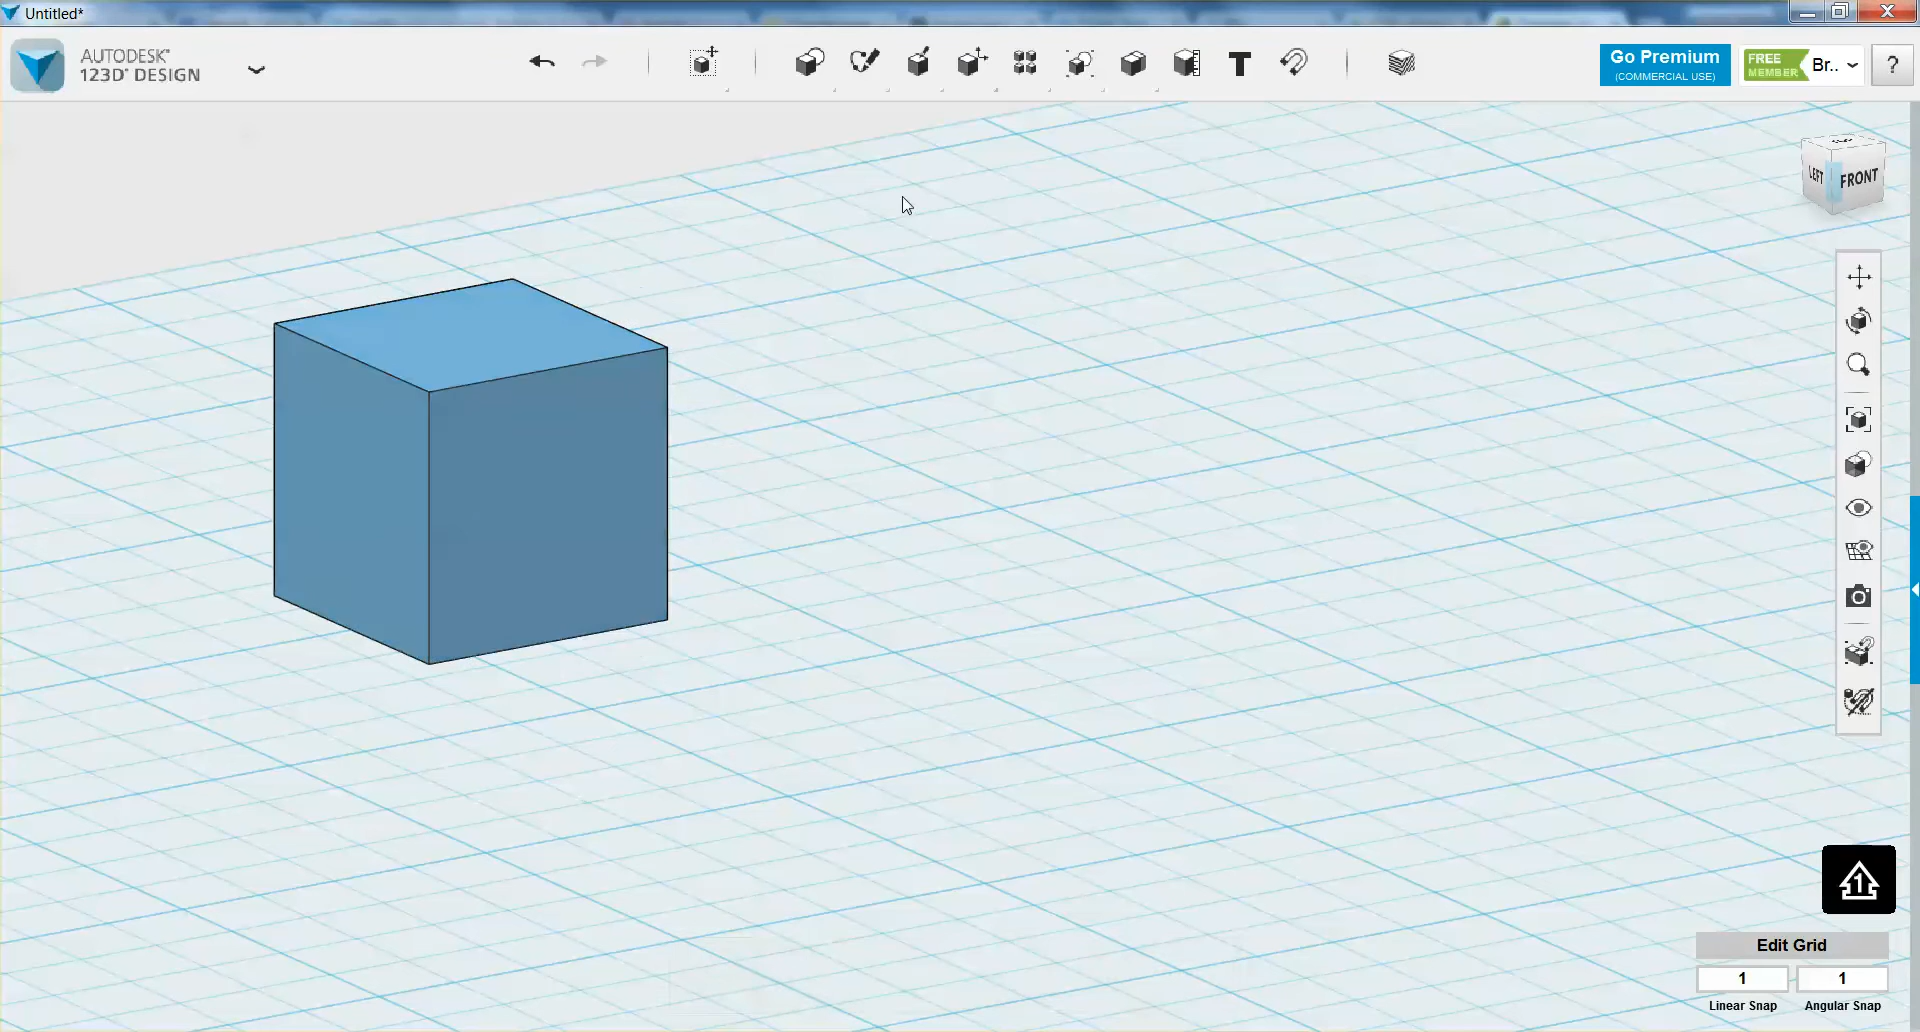 Untitled*
AUTODESK®
123D® DESIGN
T
Go Premium
(COMMERCIAL USE)
FREE
MEMBER
Br..
?
LEFT
FRONT
1
Edit Grid
1
1
Linear Snap
Angular Snap